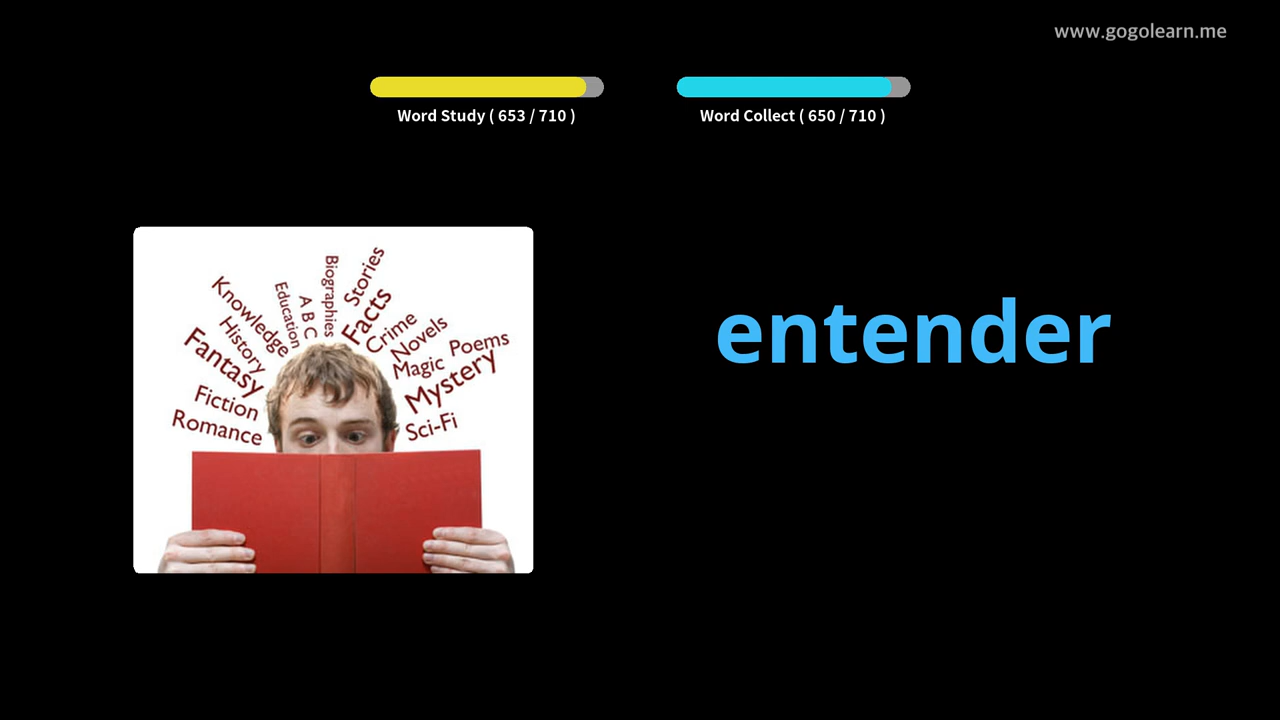 www.gogolearn.me
Word Study ( 653 / 710 )
Word Collect ( 650 / 710 )
entender
Knowledge
History
Fantasy
Fiction
Romance
Education
A B C
Biographies
Stories
Facts
Crime
Novels
Magic
Poems
Mystery
Sci-Fi